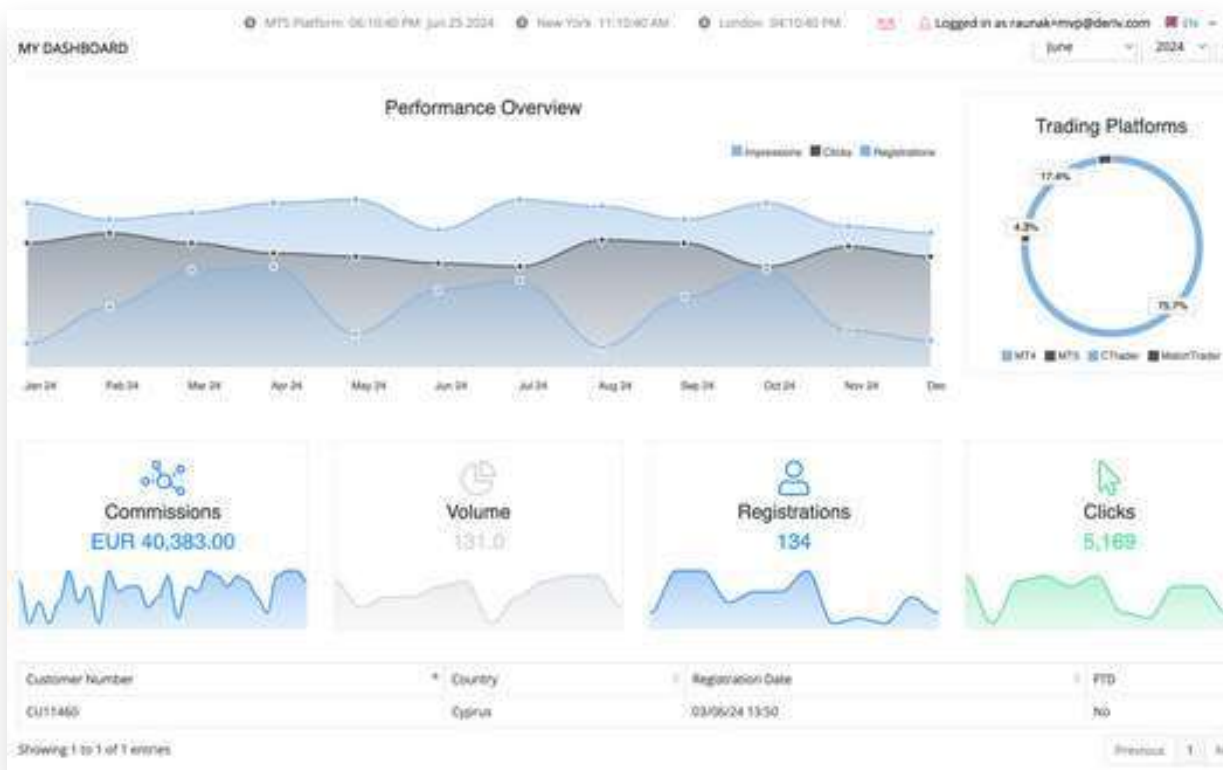 MT5 Platform 06:10:40 PM Jun 25 2024 New York 11:10:40 AM London 04:10:40 PM Logged in as raunak+mvp@deriv.com EN
MY DASHBOARD
June 2024
Performance Overview
Impressions Clicks Registrations
Jan 24 Feb 24 Mar 24 Apr 24 May 24 Jun 24 Jul 24 Aug 24 Sep 24 Oct 24 Nov 24 Dec
Trading Platforms
17.4%
4.3%
MT4 MT5 CTrader
Commissions
EUR 40,383.00
Volume
131.0
Registrations
134
Clicks
5,169
Customer Number Country Registration Date FTD
CU11460 Cyprus 03/06/24 13:50 No
Showing 1 to 1 of 1 entries
Previous 1